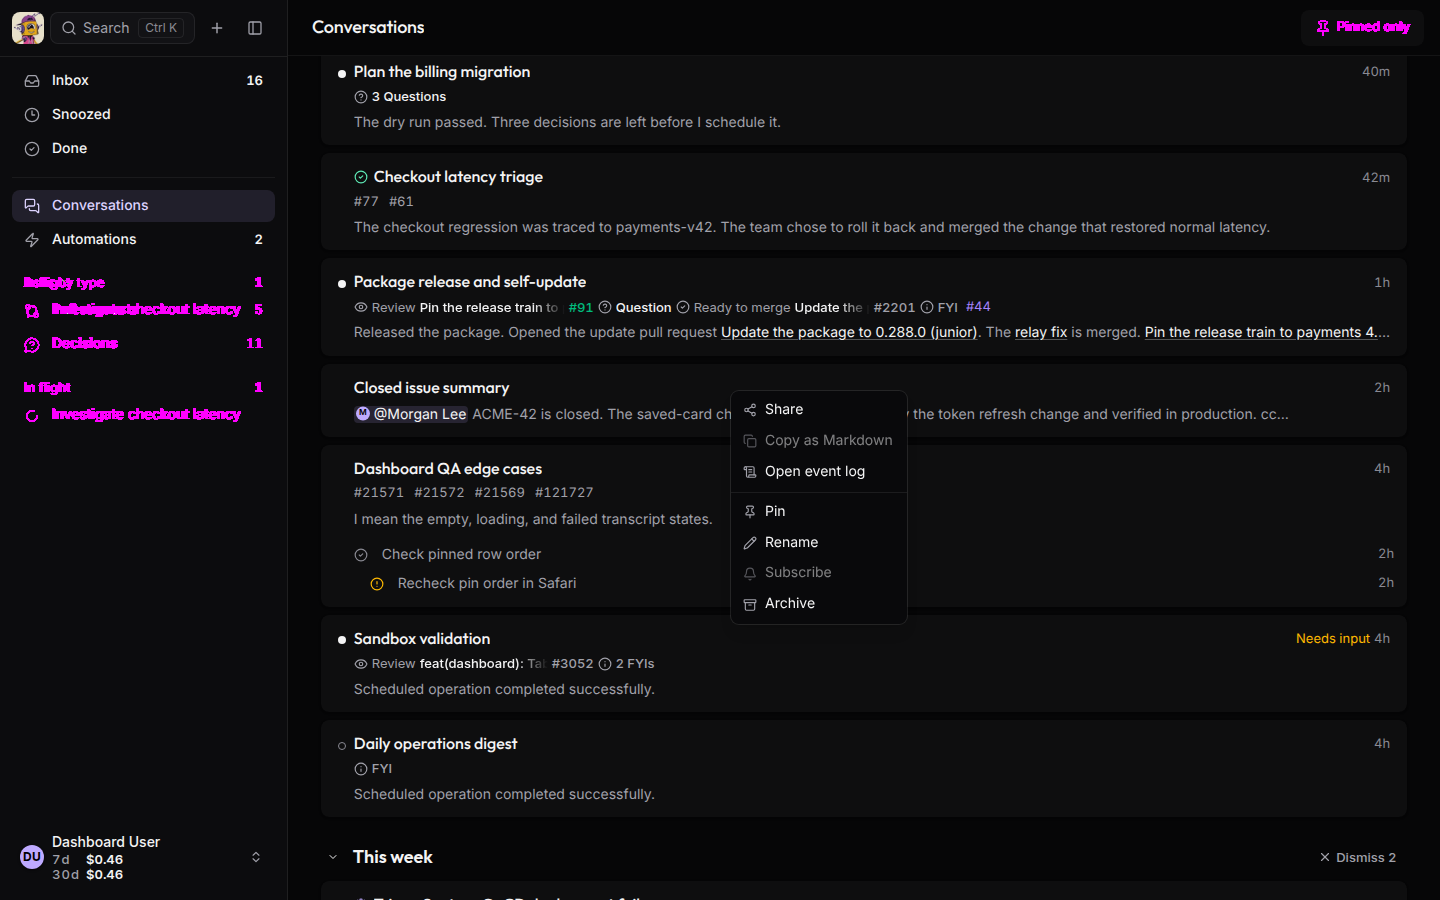 Search Ctrl K
Conversations
Pinned only
Inbox 16
Snoozed
Done
Conversations
Automations 2
by type 1
checkout latency 5
Decisions 11
In flight 1
Investigate checkout latency
Dashboard User
7d $0.46
30d $0.46
Plan the billing migration 40m
3 Questions
The dry run passed. Three decisions are left before I schedule it.
Checkout latency triage 42m
#77 #61
The checkout regression was traced to payments-v42. The team chose to roll it back and merged the change that restored normal latency.
Package release and self-update 1h
Review Pin the release train to #91 Question Ready to merge Update the #2201 FYI #44
Released the package. Opened the update pull request Update the package to 0.288.0 (junior). The relay fix is merged. Pin the release train to payments 4....
Closed issue summary 2h
M @Morgan Lee ACME-42 is closed. The saved-card the token refresh change and verified in production. cc...
Share
Copy as Markdown
Open event log
Pin
Rename
Subscribe
Archive
Dashboard QA edge cases 4h
#21571 #21572 #21569 #121727
I mean the empty, loading, and failed transcript states.
Check pinned row order 2h
Recheck pin order in Safari 2h
Sandbox validation Needs input 4h
Review feat(dashboard): #3052 2 FYIs
Scheduled operation completed successfully.
Daily operations digest 4h
FYI
Scheduled operation completed successfully.
This week Dismiss 2
DU